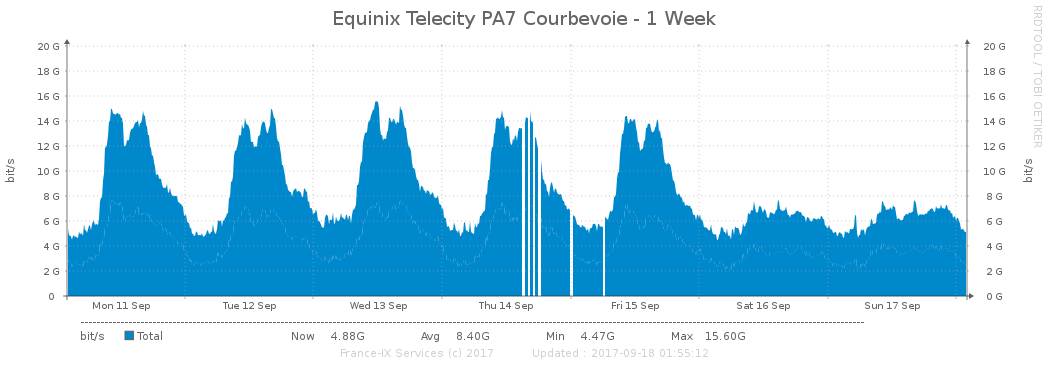 Equinix Telecity PA7 Courbevoie - 1 Week
RRDTOOL / TOBI OETIKER
bit/s
20 G 20 G
18 G 18 G
16 G 16 G
14 G 14 G
12 G 12 G
10 G 10 G
8 G 8 G
6 G 6 G
4 G 4 G
2 G 2 G
0 0 G
bit/s
Mon 11 Sep Tue 12 Sep Wed 13 Sep Thu 14 Sep Fri 15 Sep Sat 16 Sep Sun 17 Sep
bit/s Total Now 4.88G Avg 8.40G Min 4.47G Max 15.60G
France-IX Services (c) 2017 Updated : 2017-09-18 01:55:12